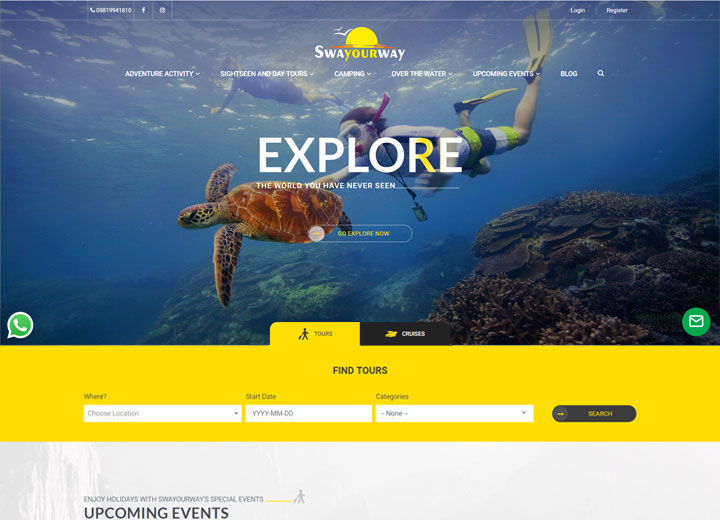 09819941810
Login
Register
SWAYOURWAY
ADVENTURE ACTIVITY
SIGHTSEEN AND DAY TOURS
CAMPING
OVER THE WATER
UPCOMING EVENTS
BLOG
EXPLORE
THE WORLD YOU HAVE NEVER SEEN
GO EXPLORE NOW
TOURS
CRUISES
FIND TOURS
Where?
Start Date
Categories
Choose Location
YYYY-MM-DD
-- None --
SEARCH
ENJOY HOLIDAYS WITH SWAYOURWAY'S SPECIAL EVENTS
UPCOMING EVENTS